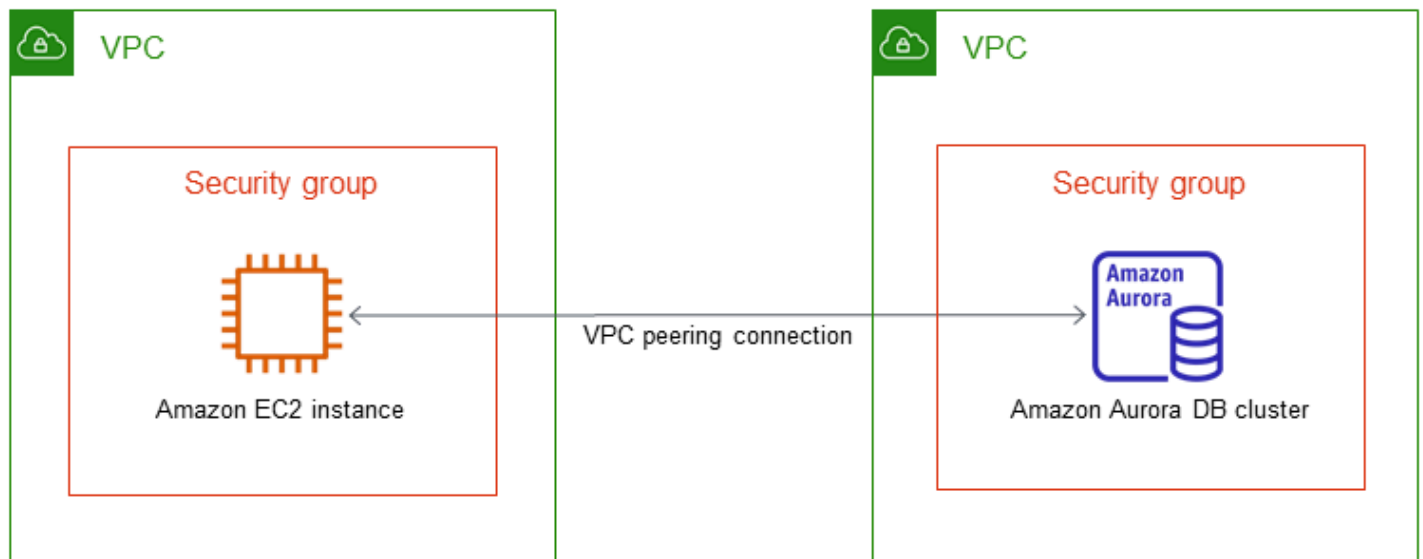 VPC
VPC
Security group
Security group
Amazon
Aurora
VPC peering connection
Amazon EC2 instance
Amazon Aurora DB cluster